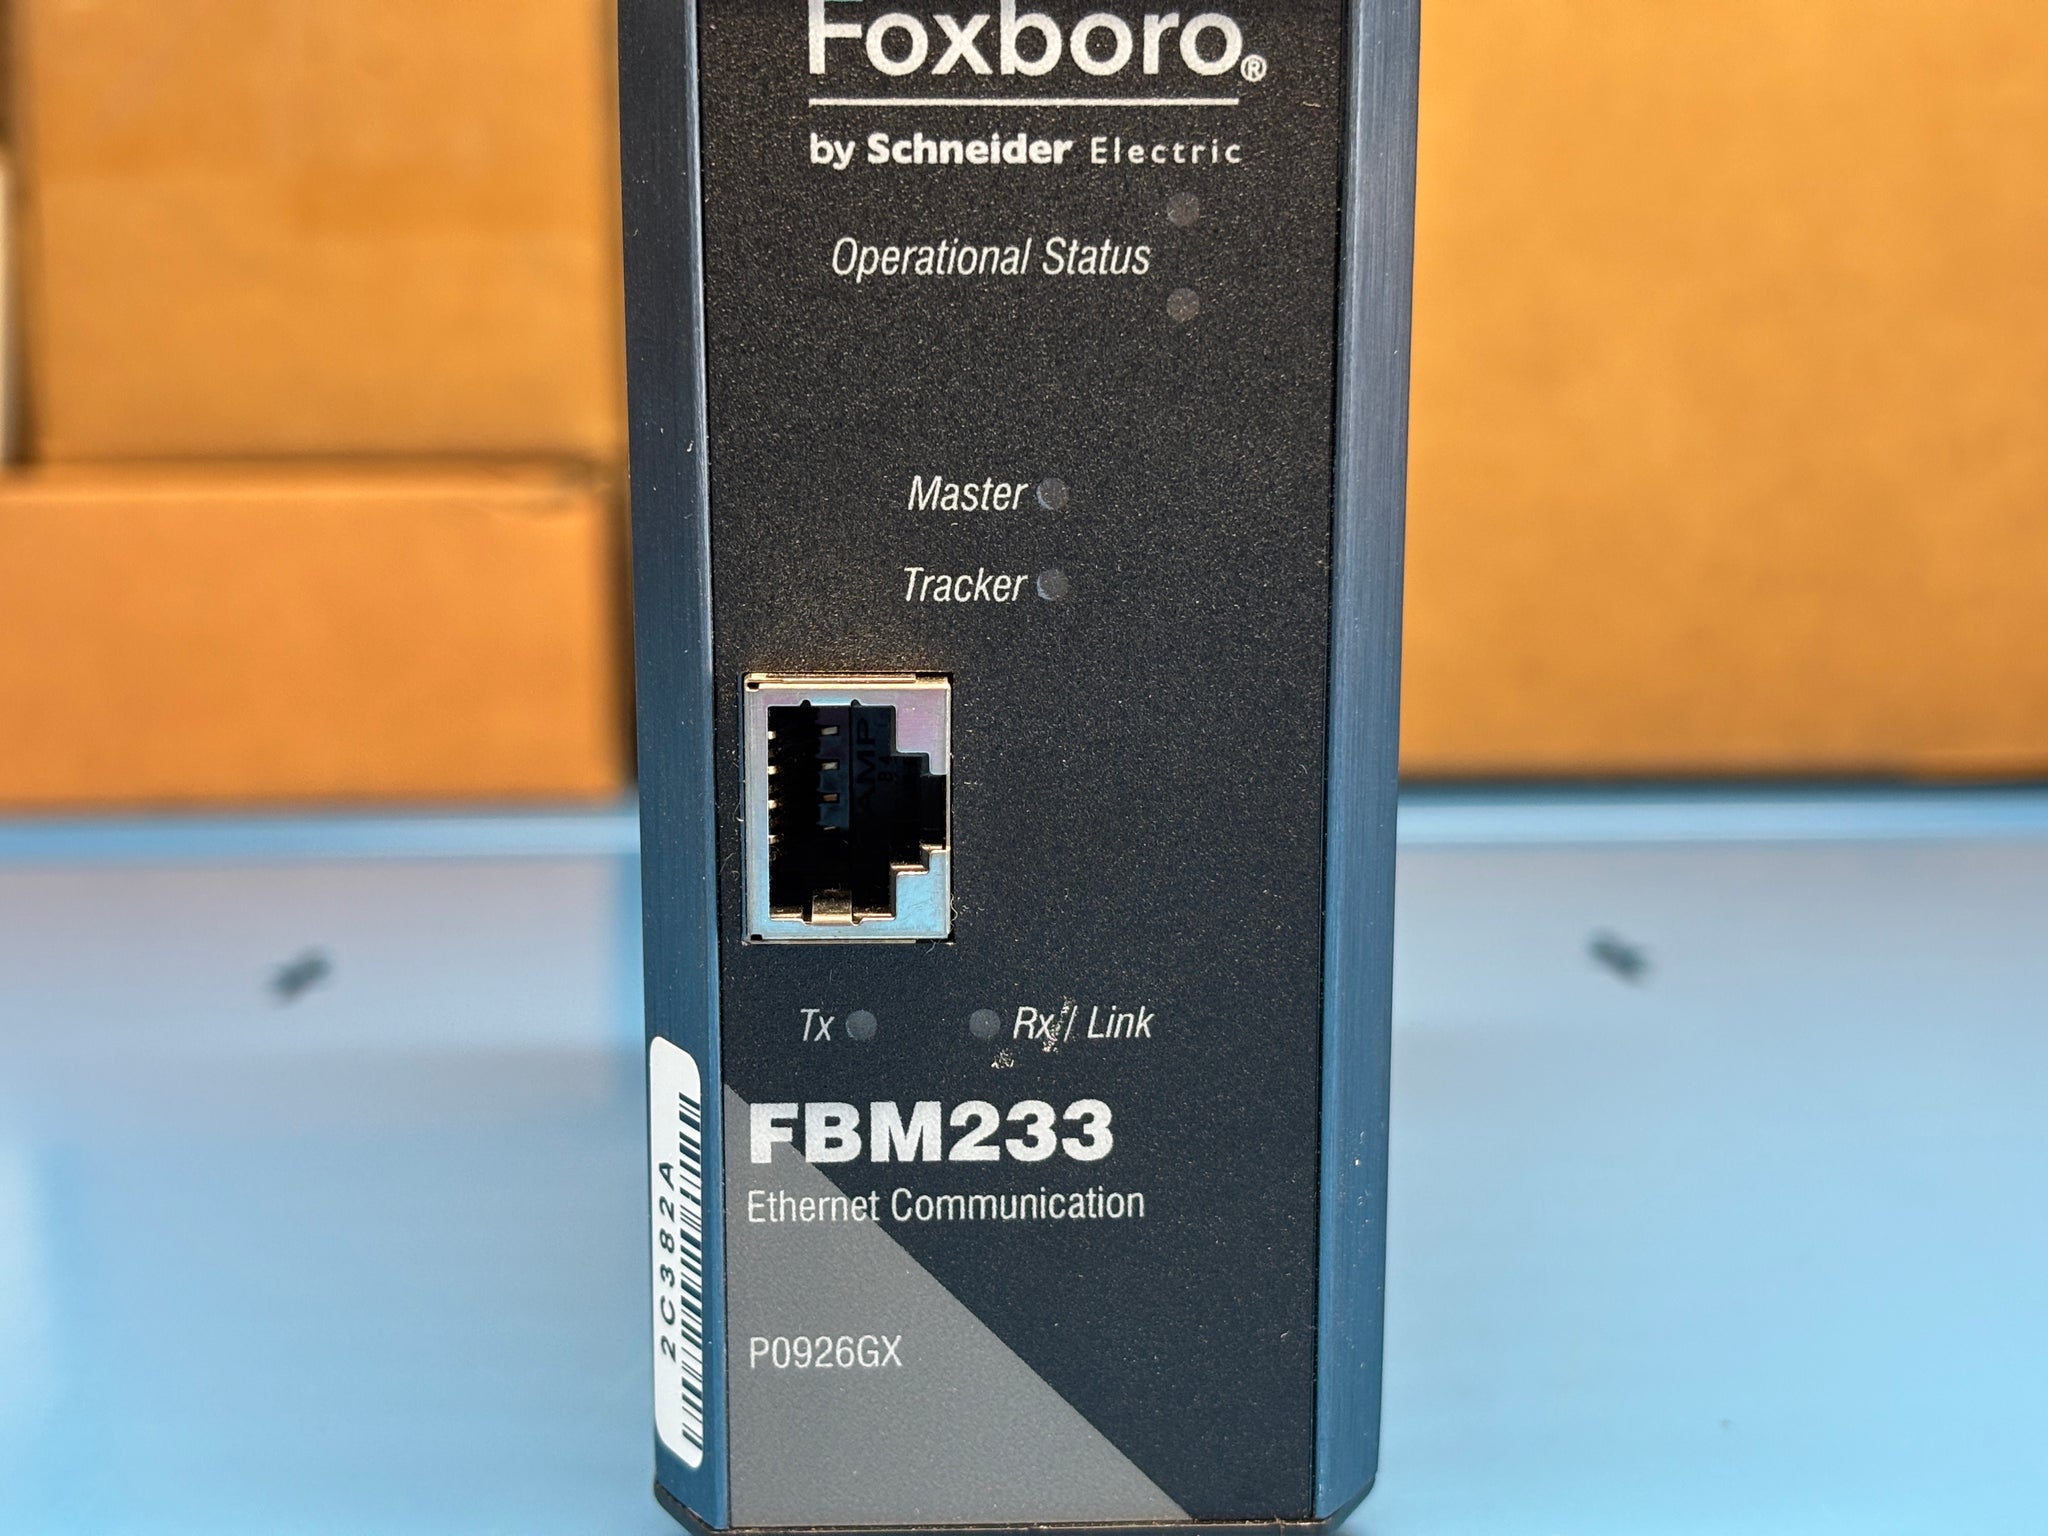 Foxboro®
by Schneider Electric
Operational Status
Master
Tracker
AMP
Tx
Rx / Link
FBM233
Ethernet Communication
2C382A
P0926GX